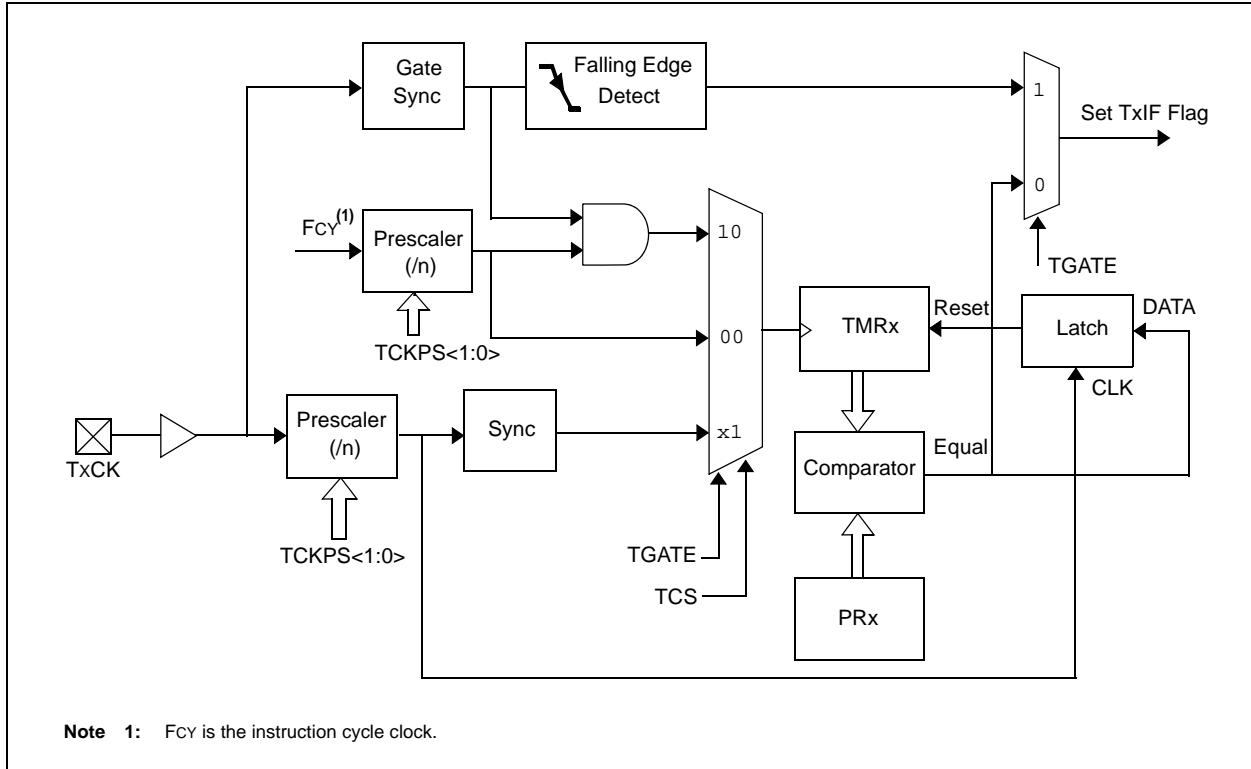 Gate
Sync
Falling Edge
Detect
1
Set TxIF Flag
0
FCY(1)
Prescaler
(/n)
10
TGATE
TCKPS<1:0>
00
TMRx
Reset
Latch
DATA
CLK
TxCK
Prescaler
(/n)
Sync
x1
Comparator
Equal
TCKPS<1:0>
TGATE
TCS
PRx
Note 1: FCY is the instruction cycle clock.